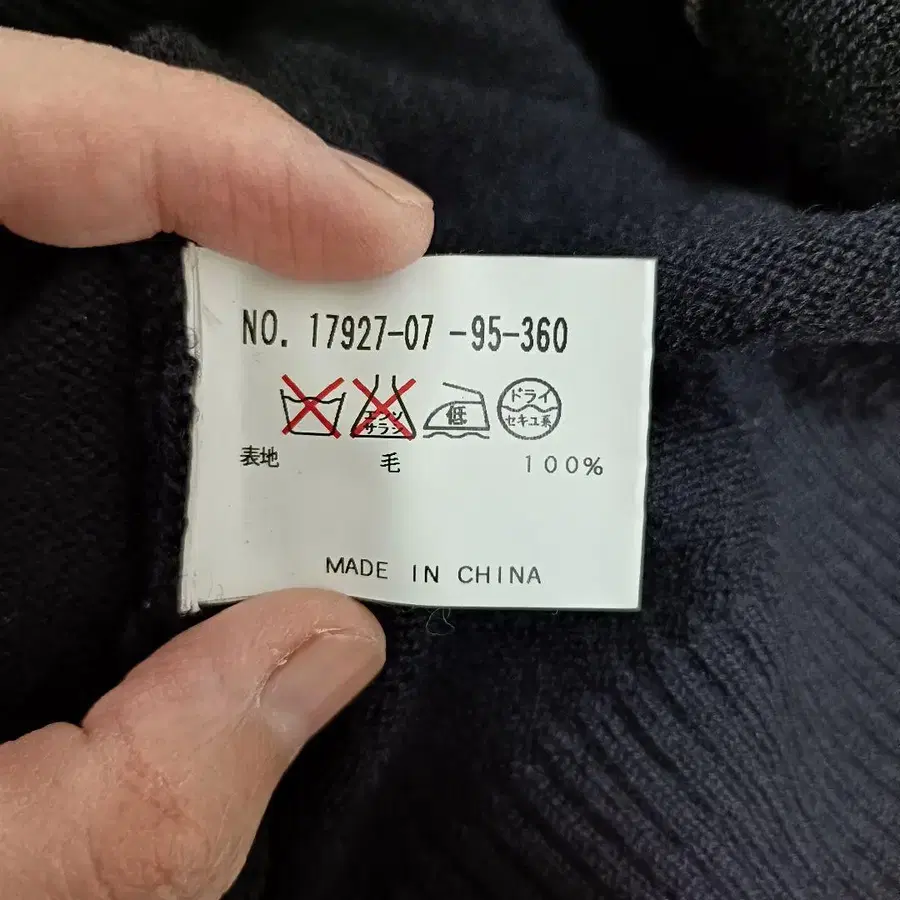 NO. 17927-07 -95-360
エンソ
サラシ
低
ドライ
セキユ系
表地 毛 100%
MADE IN CHINA